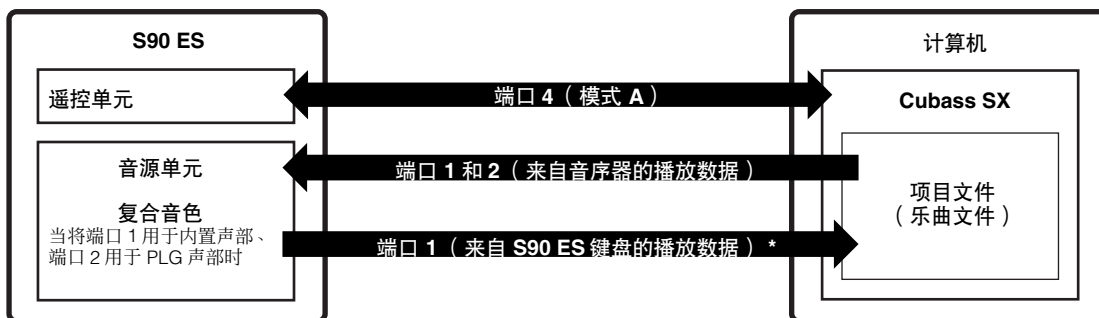 S90 ES
遥控单元
音源单元
复合音色
当将端口 1 用于内置声部、
端口 2 用于 PLG 声部时
端口 4（模式 A）
端口 1 和 2（来自音序器的播放数据）
端口 1（来自 S90 ES 键盘的播放数据）*
计算机
Cubass SX
项目文件
（乐曲文件）